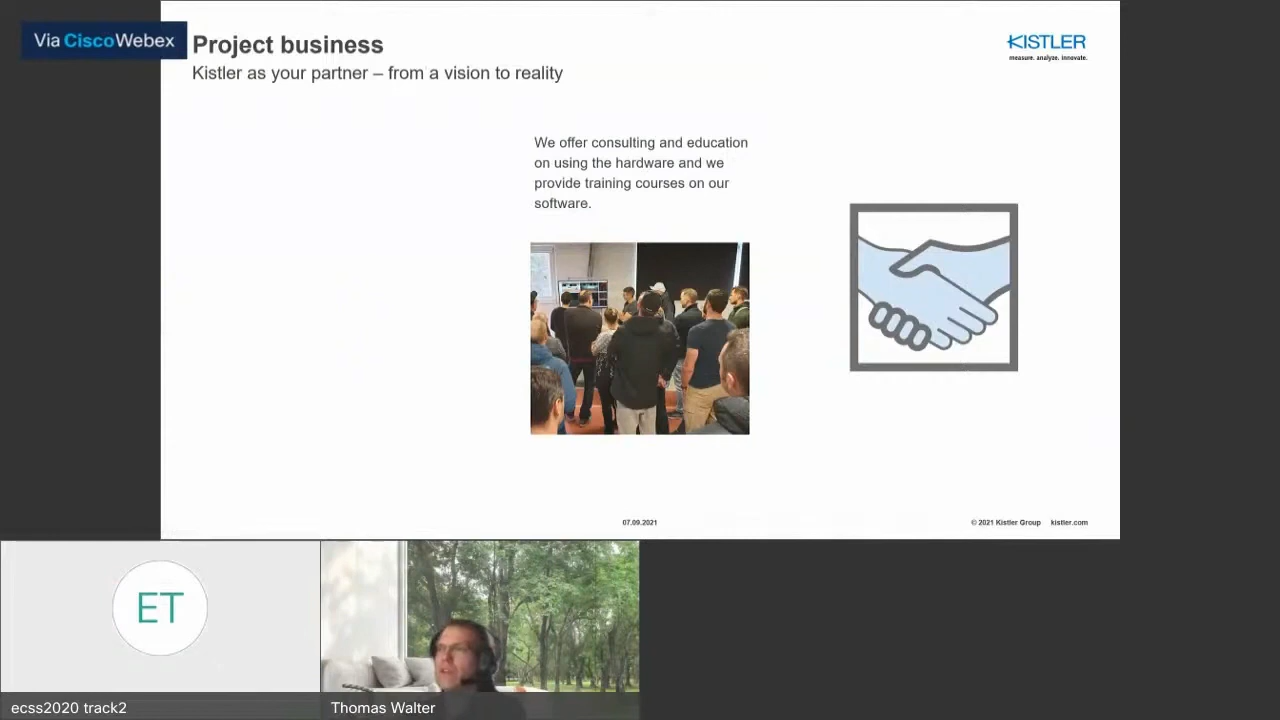 Via CiscoWebex
Project business
Kistler as your partner – from a vision to reality
KISTLER
measure. analyze. innovate.
We offer consulting and education
on using the hardware and we
provide training courses on our
software.
07.09.2021
© 2021 Kistler Group kistler.com
ET
ecss2020 track2
Thomas Walter